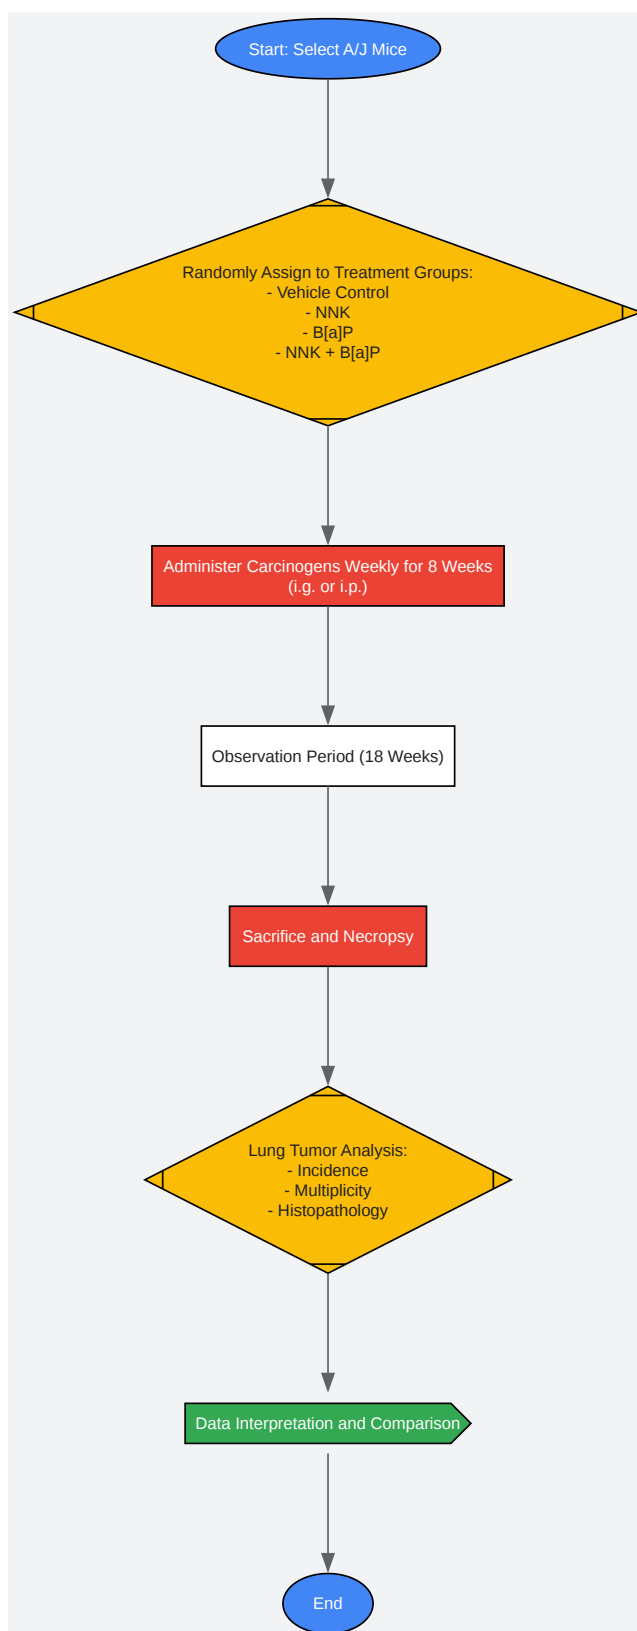 Start: Select A/J Mice
Randomly Assign to Treatment Groups:
- Vehicle Control
- NNK
- B[a]P
- NNK + B[a]P
Administer Carcinogens Weekly for 8 Weeks
(i.g. or i.p.)
Observation Period (18 Weeks)
Sacrifice and Necropsy
Lung Tumor Analysis:
- Incidence
- Multiplicity
- Histopathology
Data Interpretation and Comparison
End